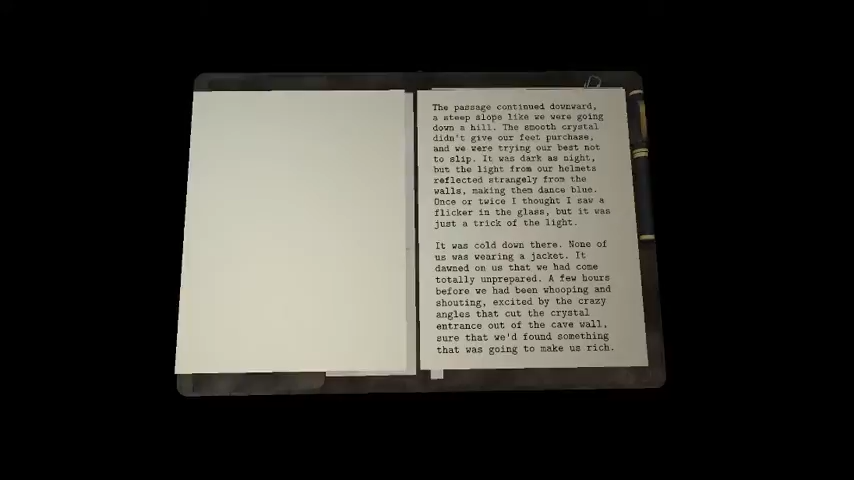 The passage continued downward,
a steep slope like we were going
down a hill. The smooth crystal
didn't give our feet purchase,
and we were trying our best not
to slip. It was dark as night,
but the light from our helmets
reflected strangely from the
walls, making them dance blue.
Once or twice I thought I saw a
flicker in the glass, but it was
just a trick of the light.
It was cold down there. None of
us was wearing a jacket. It
dawned on us that we had come
totally unprepared. A few hours
before we had been whooping and
shouting, excited by the crazy
angles that cut the crystal
entrance out of the cave wall,
sure that we'd found something
that was going to make us rich.